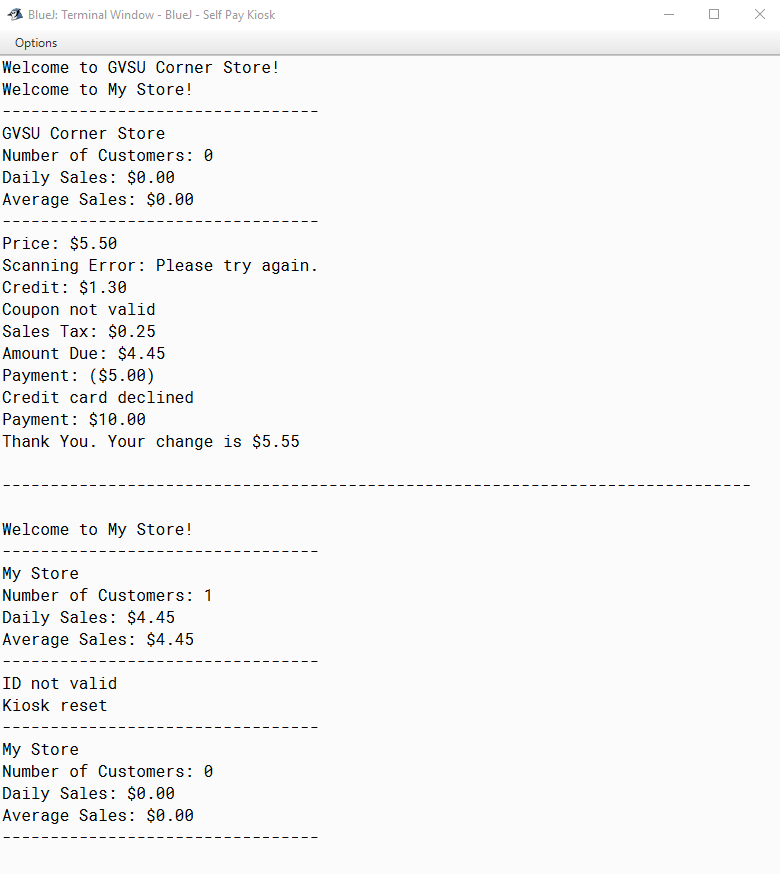 BlueJ: Terminal Window - BlueJ - Self Pay Kiosk
Options
Welcome to GVSU Corner Store!
Welcome to My Store!
---------------------------------
GVSU Corner Store
Number of Customers: 0
Daily Sales: $0.00
Average Sales: $0.00
---------------------------------
Price: $5.50
Scanning Error: Please try again.
Credit: $1.30
Coupon not valid
Sales Tax: $0.25
Amount Due: $4.45
Payment: ($5.00)
Credit card declined
Payment: $10.00
Thank You. Your change is $5.55
------------------------------------------------------------------------------
Welcome to My Store!
---------------------------------
My Store
Number of Customers: 1
Daily Sales: $4.45
Average Sales: $4.45
---------------------------------
ID not valid
Kiosk reset
---------------------------------
My Store
Number of Customers: 0
Daily Sales: $0.00
Average Sales: $0.00
---------------------------------